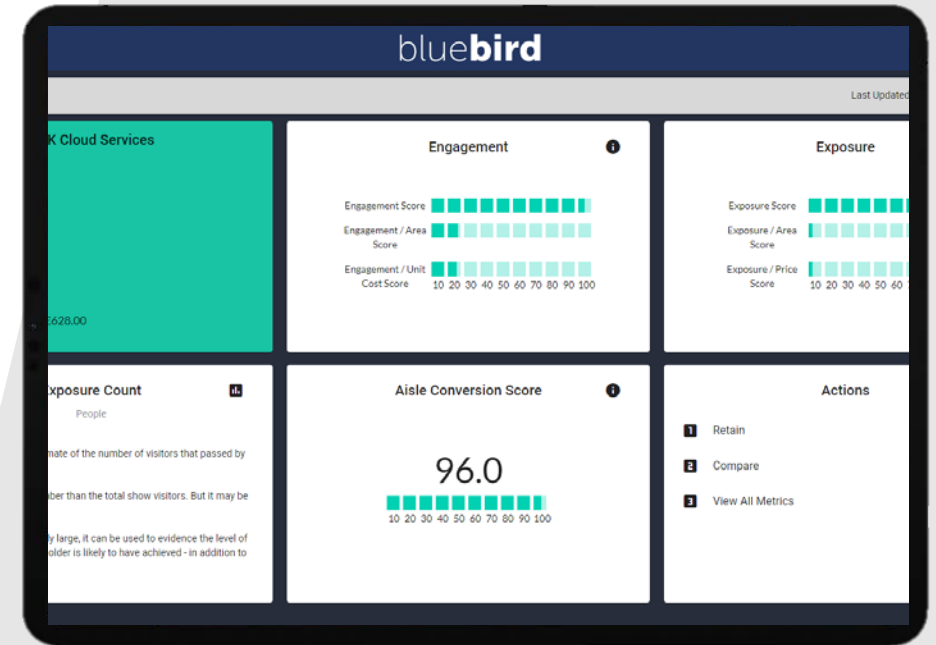 bluebird
Last Updated
K Cloud Services
£628.00
Engagement
Engagement Score
Engagement / Area
Score
Engagement / Unit
Cost Score
10 20 30 40 50 60 70 80 90 100
Exposure
Exposure Score
Exposure / Area
Score
Exposure / Price
Score
10 20 30 40 50 60
xposure Count
People
mate of the number of visitors that passed by
ber than the total show visitors. But it may be
ly large, it can be used to evidence the level of
older is likely to have achieved - in addition to
Aisle Conversion Score
96.0
10 20 30 40 50 60 70 80 90 100
Actions
1 Retain
2 Compare
3 View All Metrics